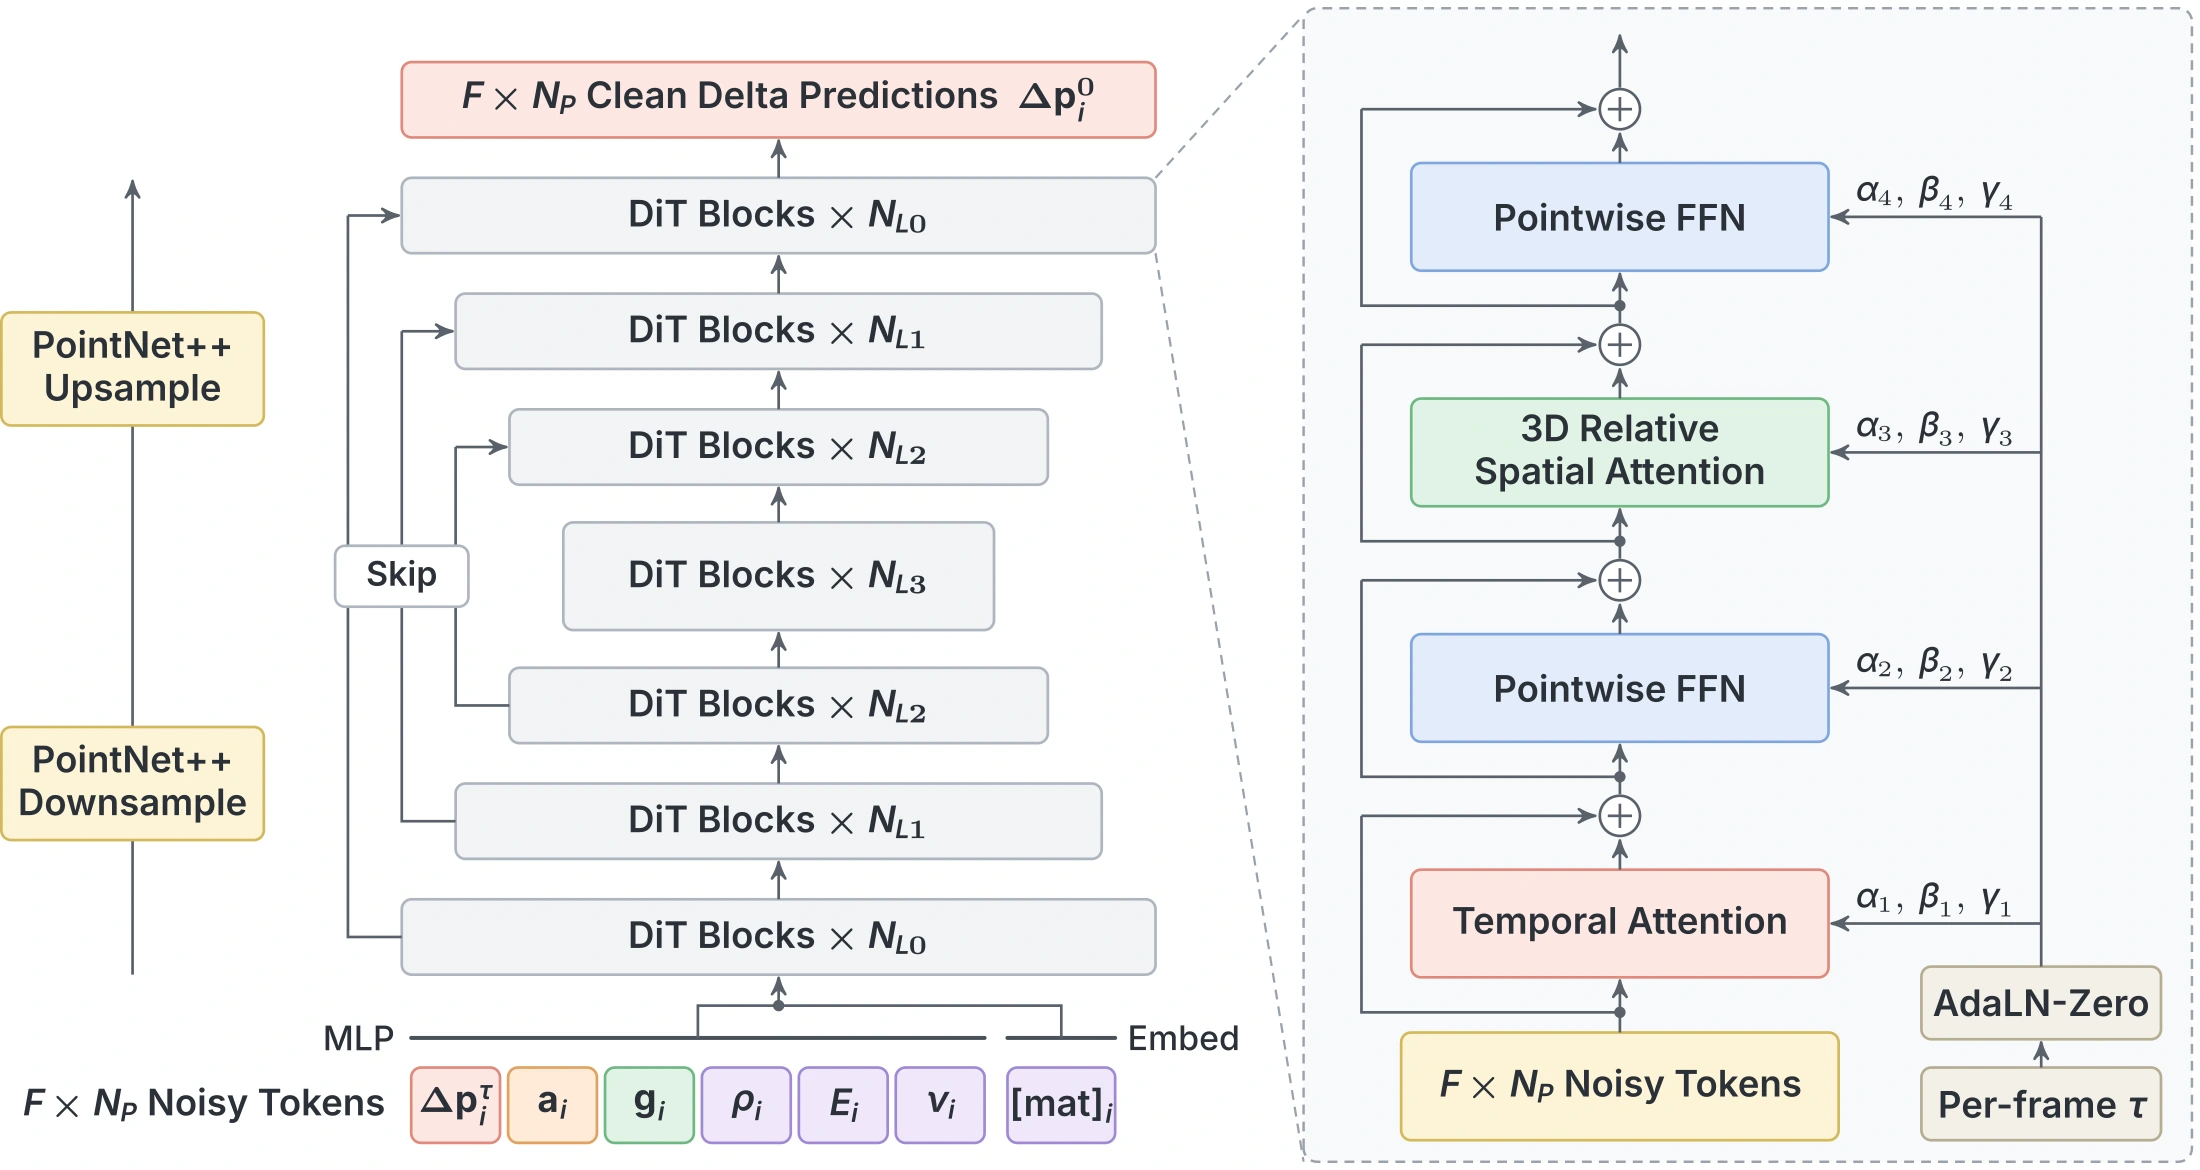 F × N_P Clean Delta Predictions Δp_i^0
DiT Blocks × N_L0
DiT Blocks × N_L1
DiT Blocks × N_L2
DiT Blocks × N_L3
DiT Blocks × N_L2
DiT Blocks × N_L1
DiT Blocks × N_L0
PointNet++
Upsample
PointNet++
Downsample
Skip
MLP
Embed
F × N_P Noisy Tokens
Δp_i^τ
a_i
g_i
ρ_i
E_i
ν_i
[mat]_i
Pointwise FFN
α_4, β_4, γ_4
3D Relative
Spatial Attention
α_3, β_3, γ_3
Pointwise FFN
α_2, β_2, γ_2
Temporal Attention
α_1, β_1, γ_1
F × N_P Noisy Tokens
AdaLN-Zero
Per-frame τ